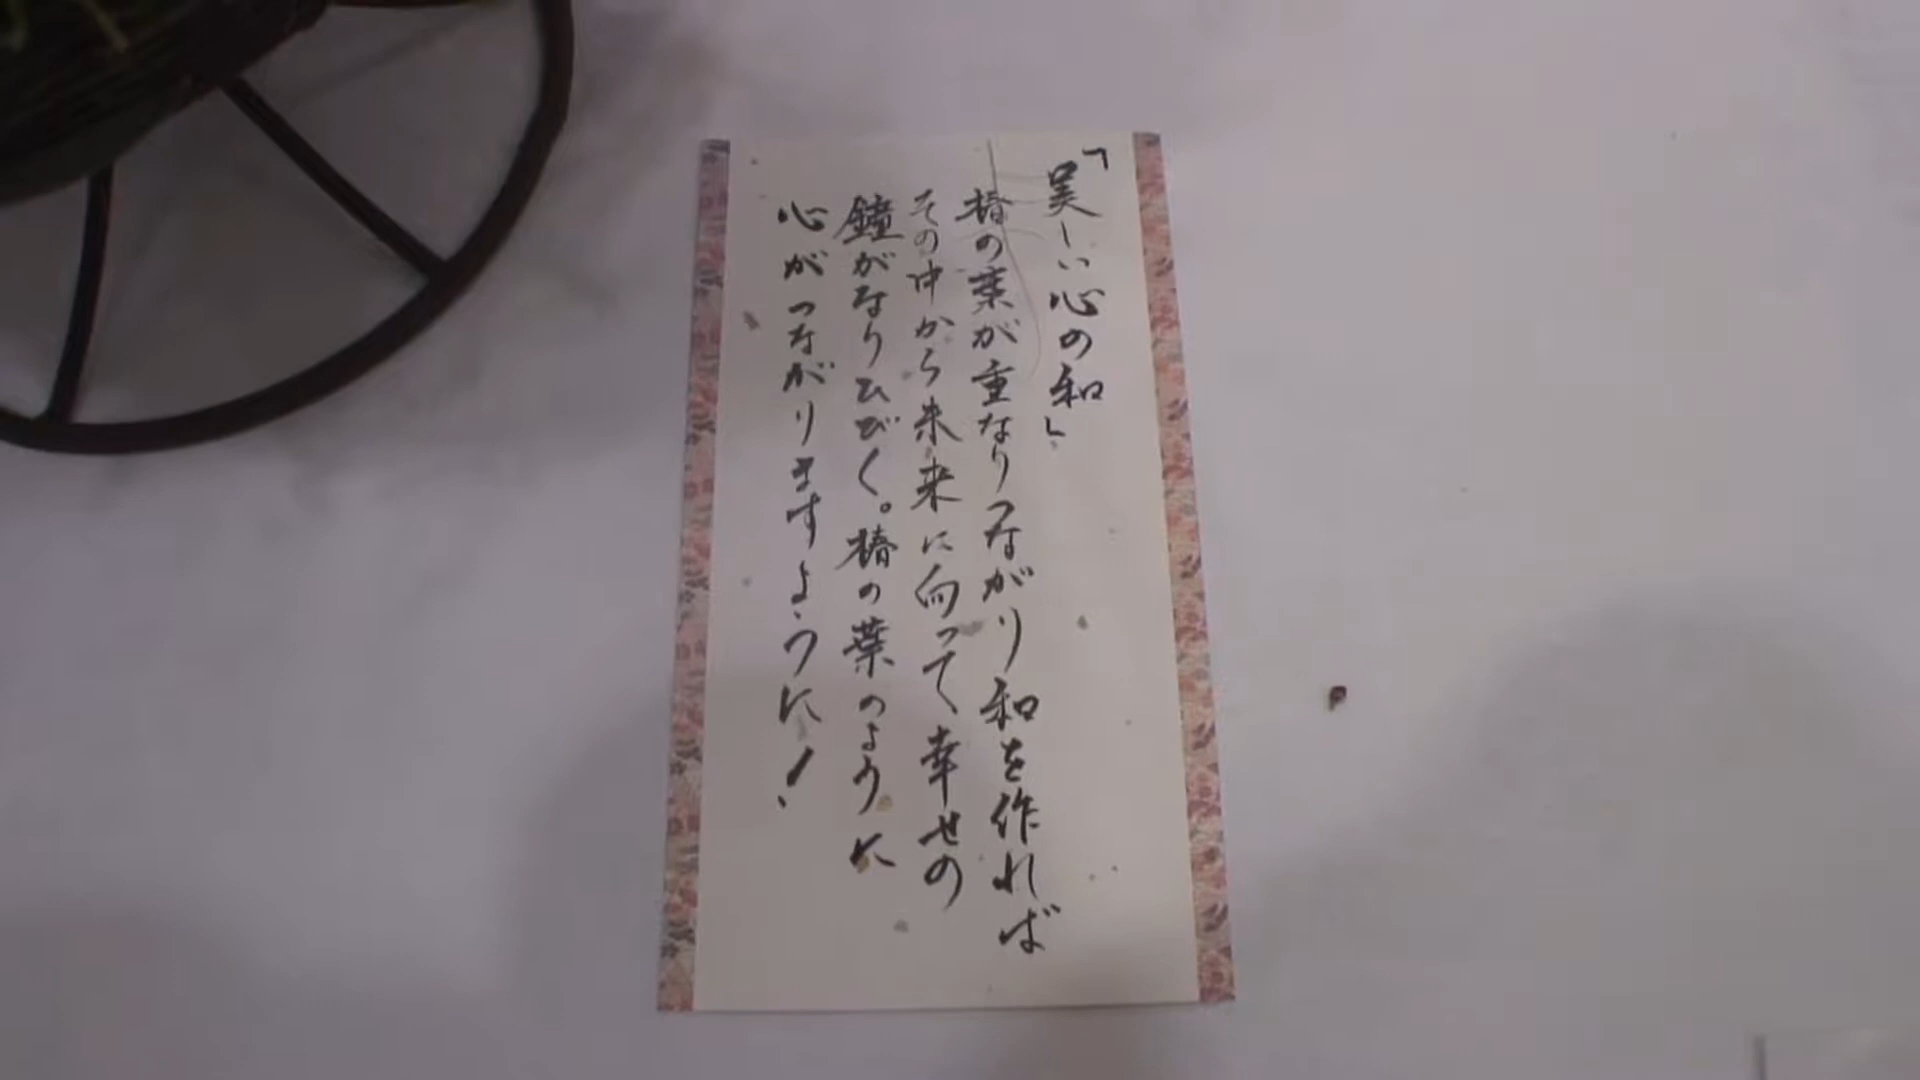 「美しい心の和」
椿の葉が重なりつながり和を作れば
その中から未来に向って、幸せの
鐘がなりひびく。椿の葉のように
心がつながりますように!